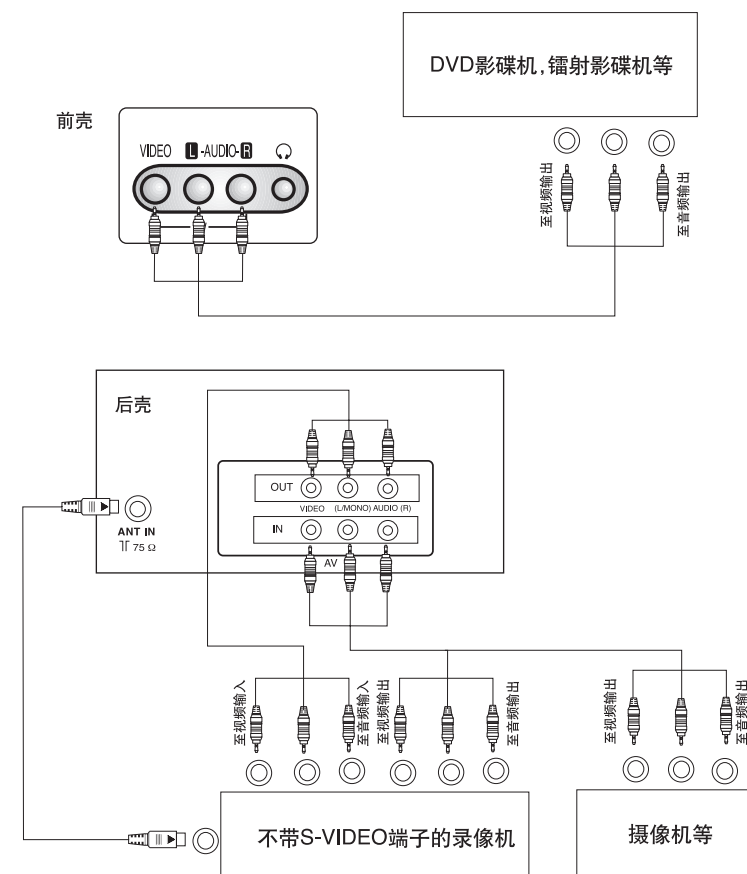 DVD影碟机,镭射影碟机等
前壳
VIDEO L-AUDIO-R
至视频输出
至音频输出
后壳
OUT
VIDEO (L/MONO) AUDIO (R)
IN
AV
ANT IN
75 Ω
至视频输入
至音频输入
至视频输出
至音频输出
至视频输出
至音频输出
不带S-VIDEO端子的录像机
摄像机等